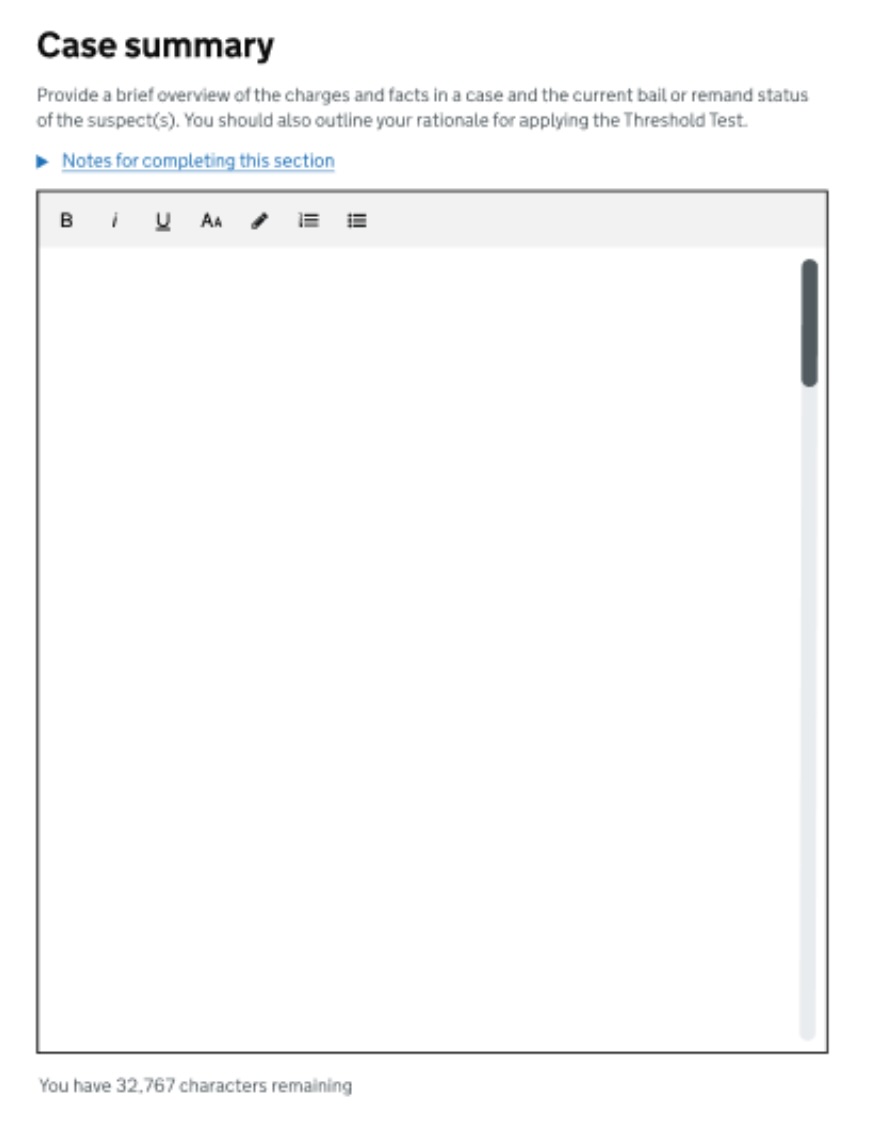 Case summary
Provide a brief overview of the charges and facts in a case and the current bail or remand status
of the suspect(s). You should also outline your rationale for applying the Threshold Test.
Notes for completing this section
B i U AA
You have 32,767 characters remaining